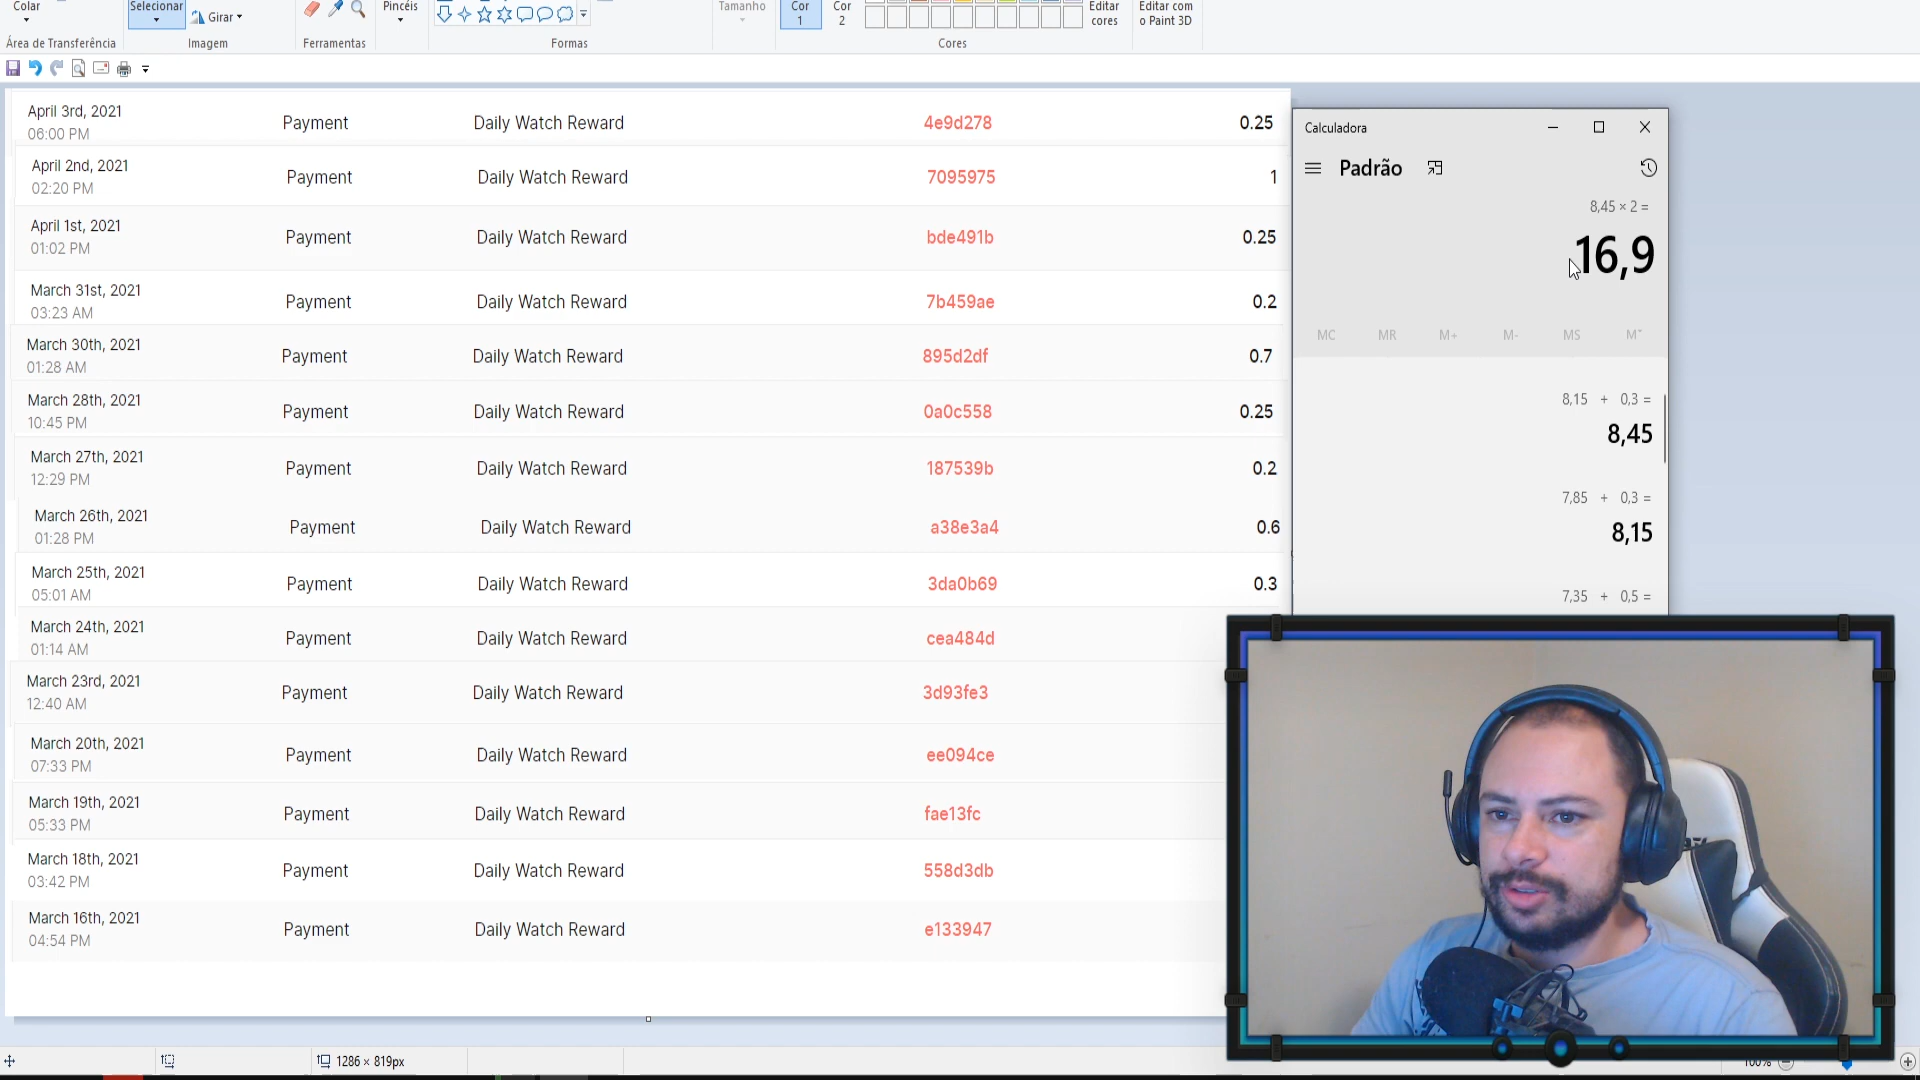 Colar
Selecionar
Girar
Pincéis
Tamanho
Cor
1
Cor
2
Editar
cores
Editar com
o Paint 3D
Área de Transferência
Imagem
Ferramentas
Formas
Cores
April 3rd, 2021
06:00 PM
Payment
Daily Watch Reward
4e9d278
0.25
April 2nd, 2021
02:20 PM
Payment
Daily Watch Reward
7095975
1
April 1st, 2021
01:02 PM
Payment
Daily Watch Reward
bde491b
0.25
March 31st, 2021
03:23 AM
Payment
Daily Watch Reward
7b459ae
0.2
March 30th, 2021
01:28 AM
Payment
Daily Watch Reward
895d2df
0.7
March 28th, 2021
10:45 PM
Payment
Daily Watch Reward
0a0c558
0.25
March 27th, 2021
12:29 PM
Payment
Daily Watch Reward
187539b
0.2
March 26th, 2021
01:28 PM
Payment
Daily Watch Reward
a38e3a4
0.6
March 25th, 2021
05:01 AM
Payment
Daily Watch Reward
3da0b69
0.3
March 24th, 2021
01:14 AM
Payment
Daily Watch Reward
cea484d
March 23rd, 2021
12:40 AM
Payment
Daily Watch Reward
3d93fe3
March 20th, 2021
07:33 PM
Payment
Daily Watch Reward
ee094ce
March 19th, 2021
05:33 PM
Payment
Daily Watch Reward
fae13fc
March 18th, 2021
03:42 PM
Payment
Daily Watch Reward
558d3db
March 16th, 2021
04:54 PM
Payment
Daily Watch Reward
e133947
Calculadora
Padrão
8,45 × 2 =
16,9
MC MR M+ M- MS M˅
8,15 + 0,3 =
8,45
7,85 + 0,3 =
8,15
7,35 + 0,5 =
1286 × 819px
100%